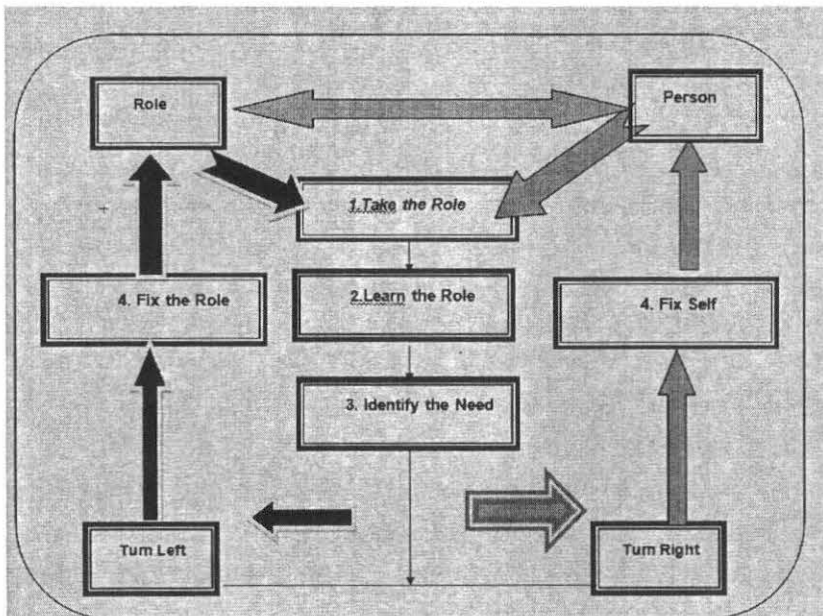 Role
Person
1.Take the Role
4. Fix the Role
2.Learn the Role
4. Fix Self
3. Identify the Need
Turn Left
Turn Right